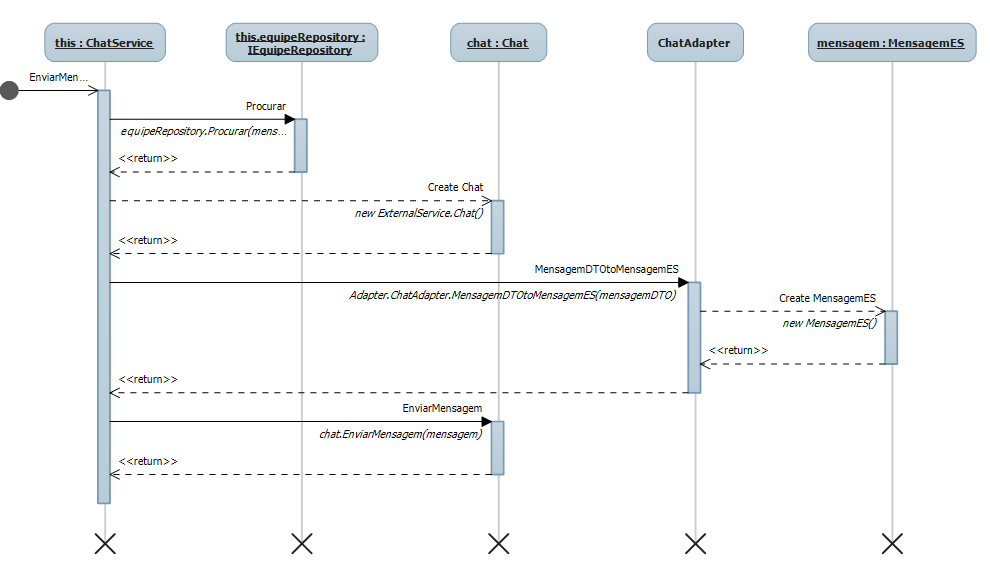 this : ChatService
this.equipeRepository :
IEquipeRepository
chat : Chat
ChatAdapter
mensagem : MensagemES
EnviarMen...
Procurar
equipeRepository.Procurar(mens...
<<return>>
Create Chat
new ExternalService.Chat()
<<return>>
MensagemDTOtoMensagemES
Adapter.ChatAdapter.MensagemDTOtoMensagemES(mensagemDTO)
Create MensagemES
new MensagemES()
<<return>>
<<return>>
EnviarMensagem
chat.EnviarMensagem(mensagem)
<<return>>